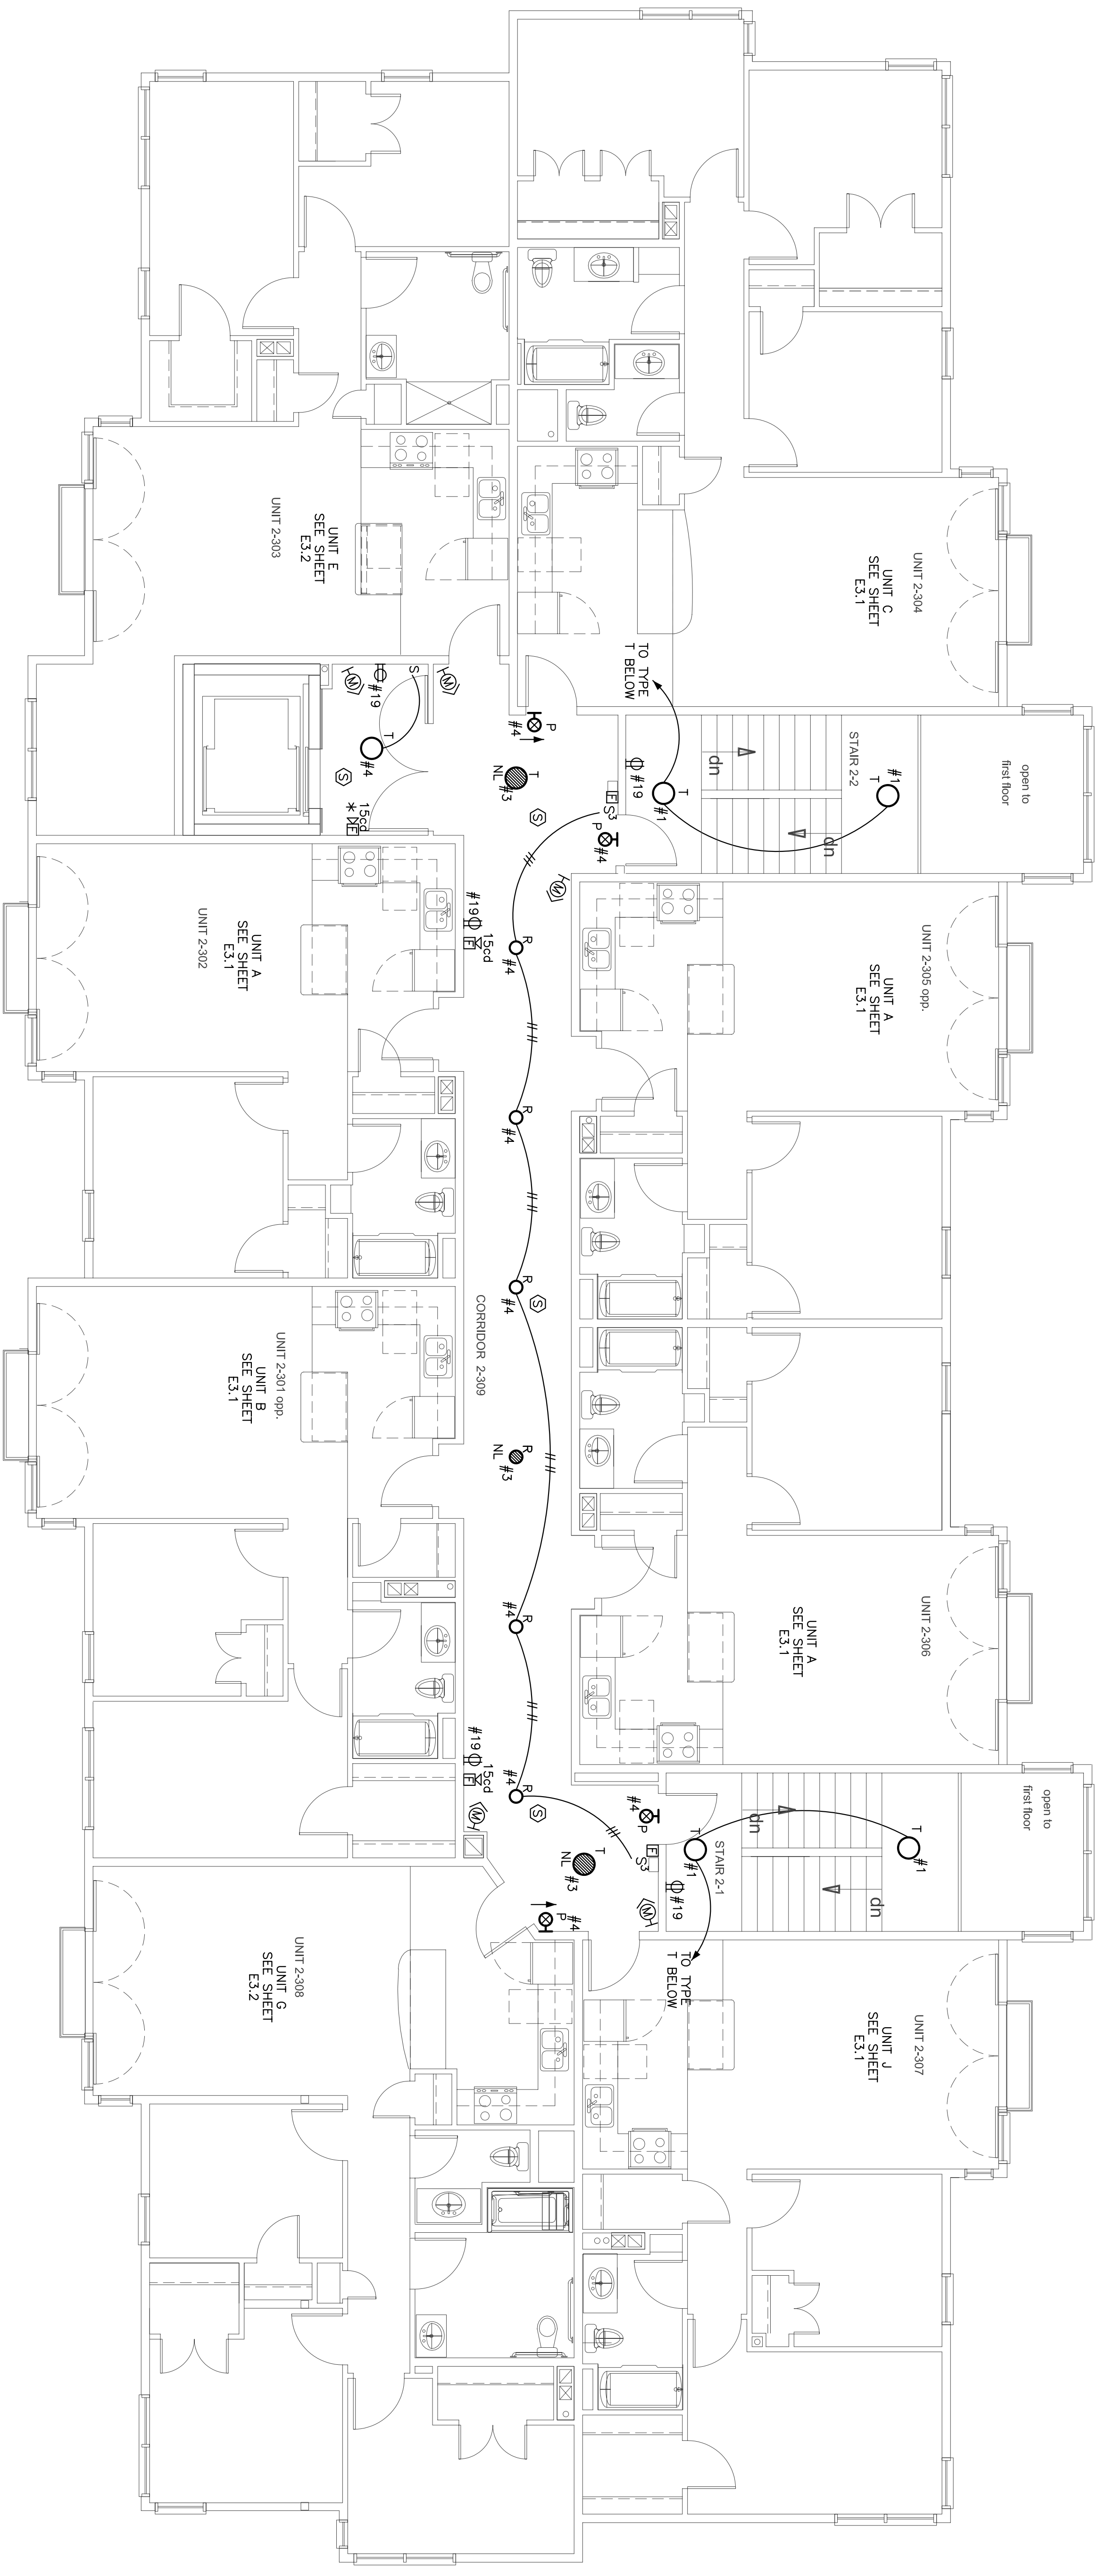 open to
first floor
#1
T
STAIR 2-2
dn
dn
UNIT 2-304
UNIT C
SEE SHEET
E3.1
TO TYPE
T BELOW
T
#1
#19
F
S3
P
#4
P
#4
T
NL
#3
S
M
UNIT E
SEE SHEET
E3.2
UNIT 2-303
M
#19
M
S
T
#4
S
15cd
*
F
UNIT 2-305 opp.
UNIT A
SEE SHEET
E3.1
#19
15cd
F
R
#4
UNIT A
SEE SHEET
E3.1
UNIT 2-302
R
#4
R
#4
S
CORRIDOR 2-309
R
NL
#3
UNIT 2-301 opp.
UNIT B
SEE SHEET
E3.1
UNIT 2-306
UNIT A
SEE SHEET
E3.1
R
#4
R
#4
S
#19
15cd
F
M
open to
first floor
T
#1
dn
dn
STAIR 2-1
T
#1
#4
P
F
S3
#19
M
T
NL
#3
P
#4
TO TYPE
T BELOW
UNIT 2-307
UNIT J
SEE SHEET
E3.1
UNIT 2-308
UNIT G
SEE SHEET
E3.2